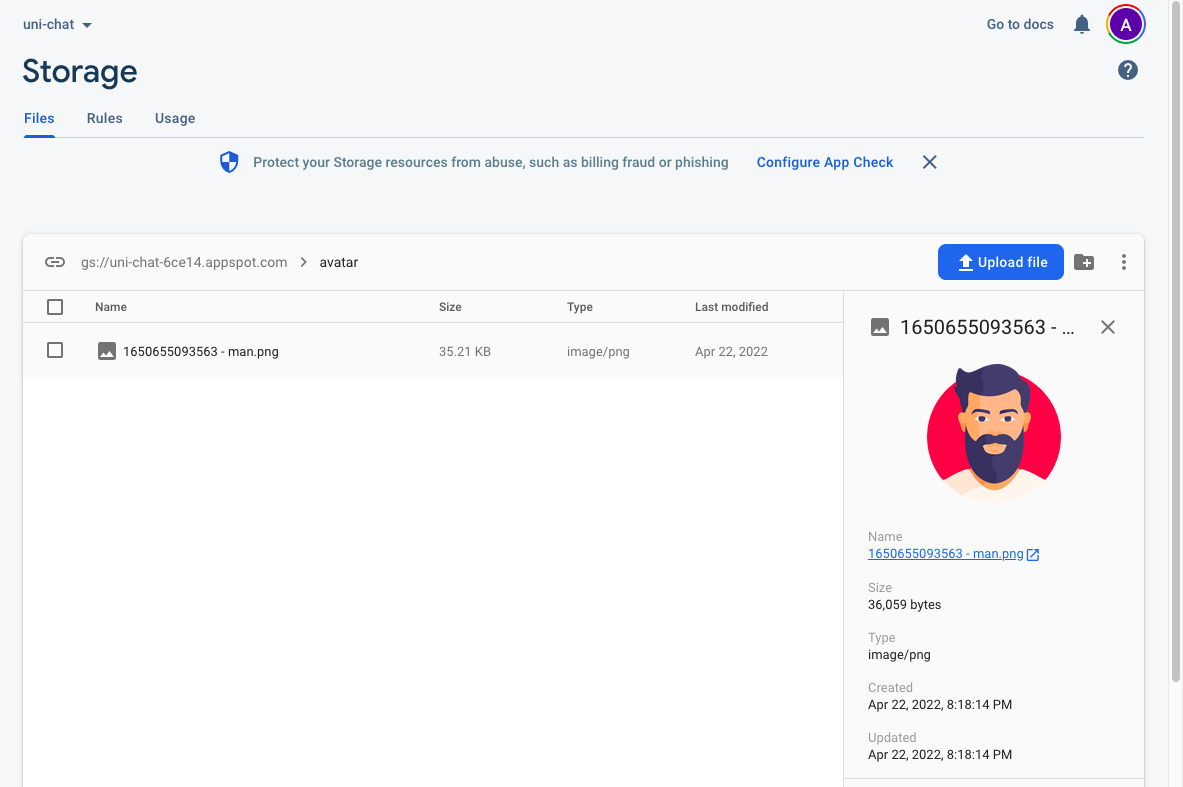 uni-chat
Go to docs
A
Storage
?
Files Rules Usage
Protect your Storage resources from abuse, such as billing fraud or phishing Configure App Check
gs://uni-chat-6ce14.appspot.com > avatar
Upload file
Name Size Type Last modified
1650655093563 - man.png 35.21 KB image/png Apr 22, 2022
1650655093563 - ...
Name
1650655093563 - man.png
Size
36,059 bytes
Type
image/png
Created
Apr 22, 2022, 8:18:14 PM
Updated
Apr 22, 2022, 8:18:14 PM